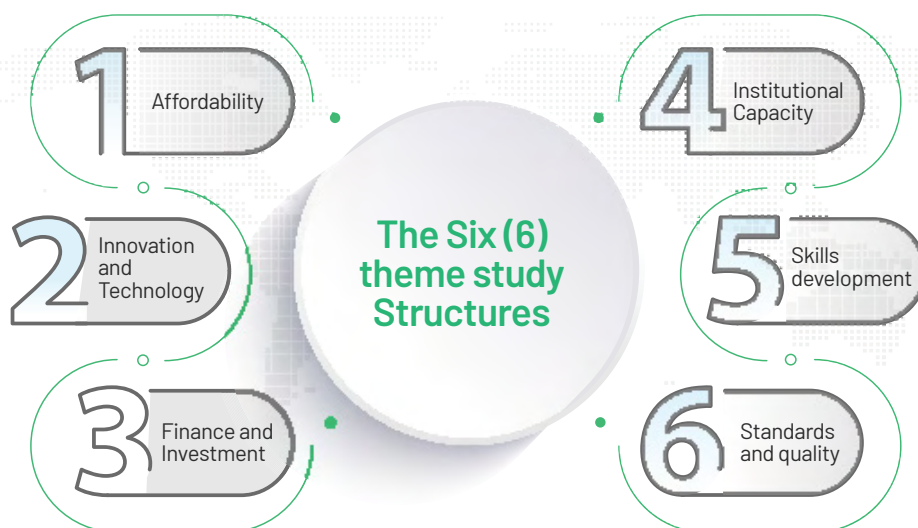 The Six (6)
theme study
Structures
1
Affordability
2
Innovation
and
Technology
3
Finance and
Investment
4
Institutional
Capacity
5
Skills
development
6
Standards
and quality